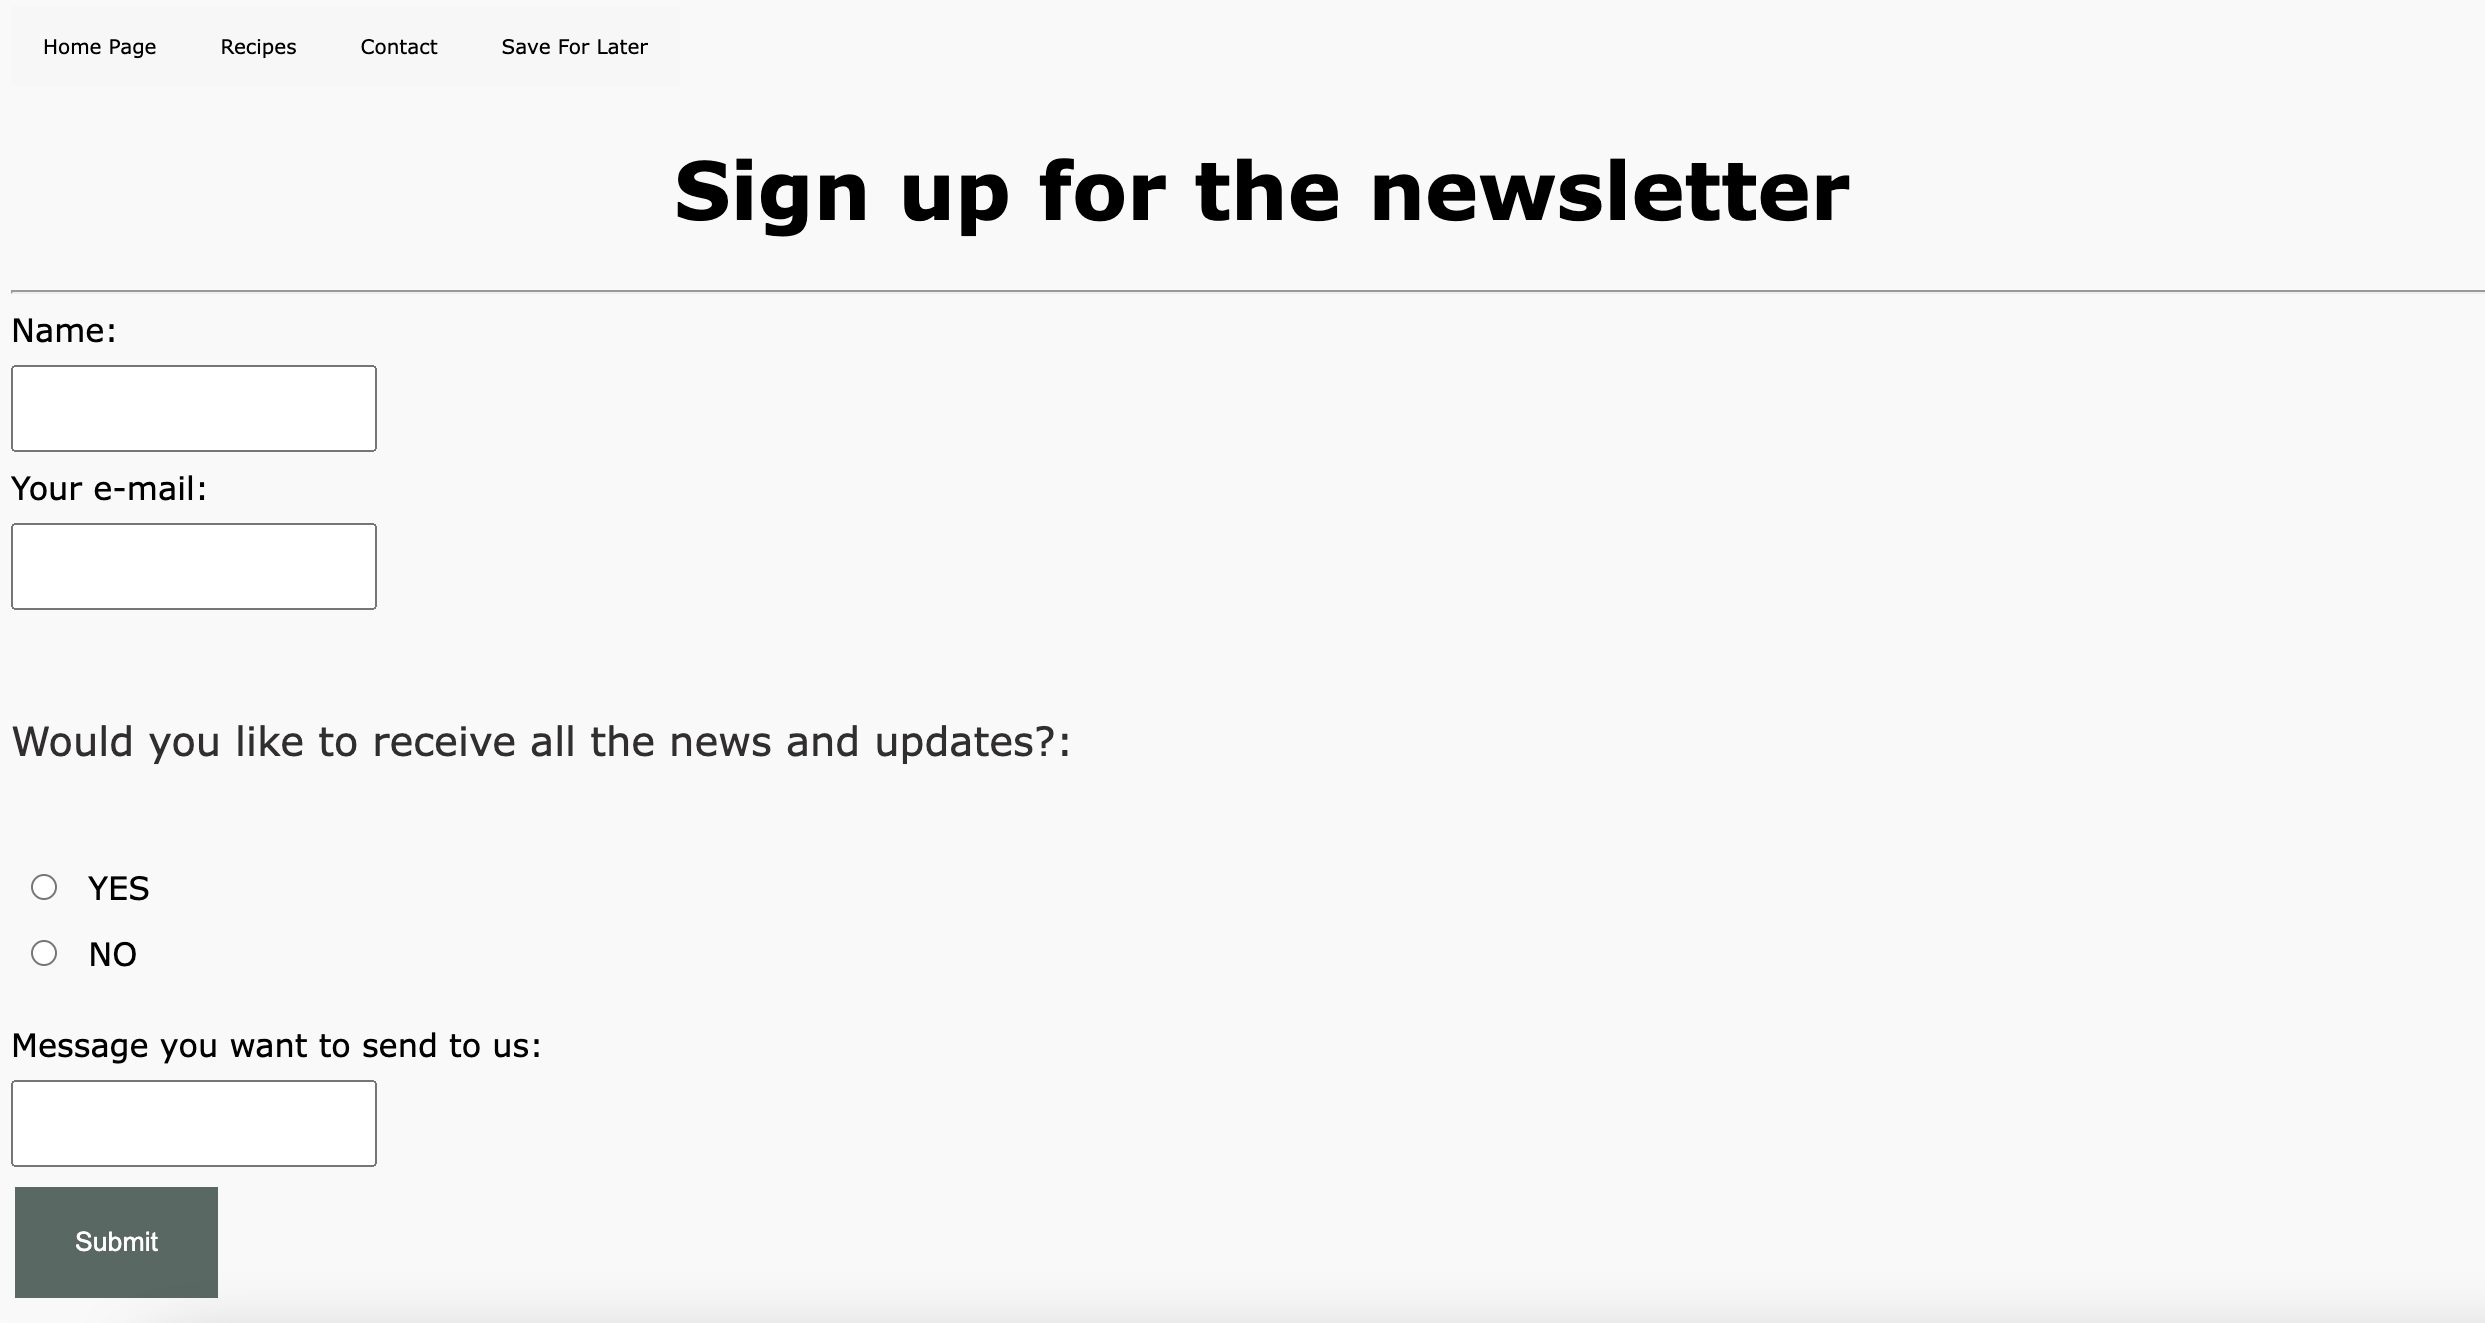 Home Page Recipes Contact Save For Later
Sign up for the newsletter
Name:
Your e-mail:
Would you like to receive all the news and updates?:
YES
NO
Message you want to send to us:
Submit